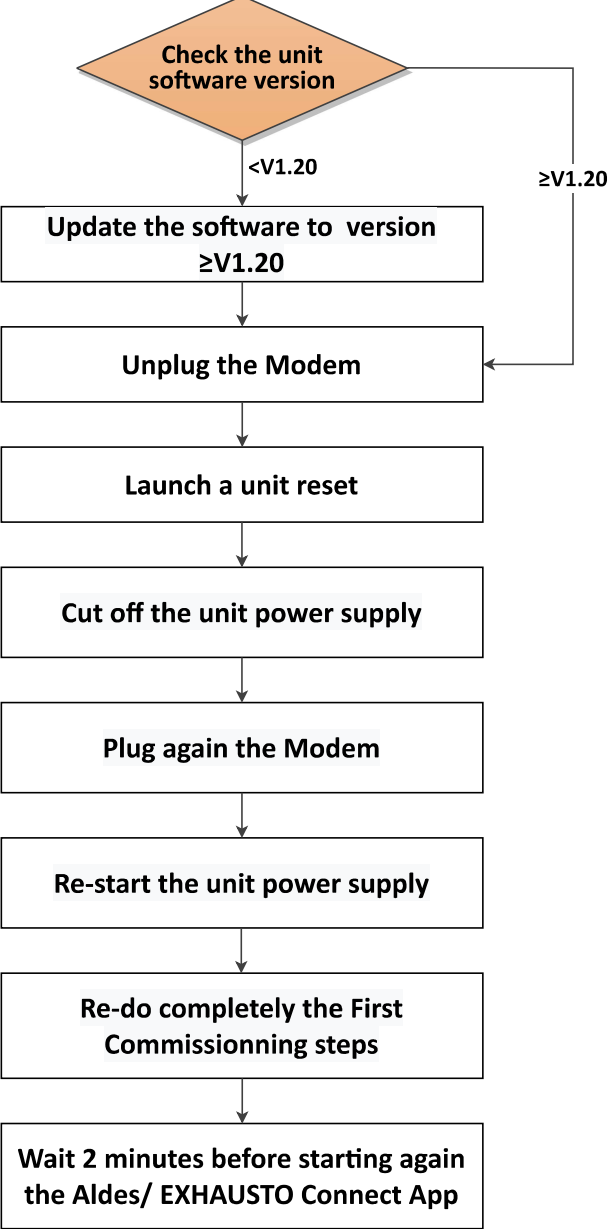 Check the unit
software version
<V1.20
≥V1.20
Update the software to version
≥V1.20
Unplug the Modem
Launch a unit reset
Cut off the unit power supply
Plug again the Modem
Re-start the unit power supply
Re-do completely the First
Commissionning steps
Wait 2 minutes before starting again
the Aldes/ EXHAUSTO Connect App